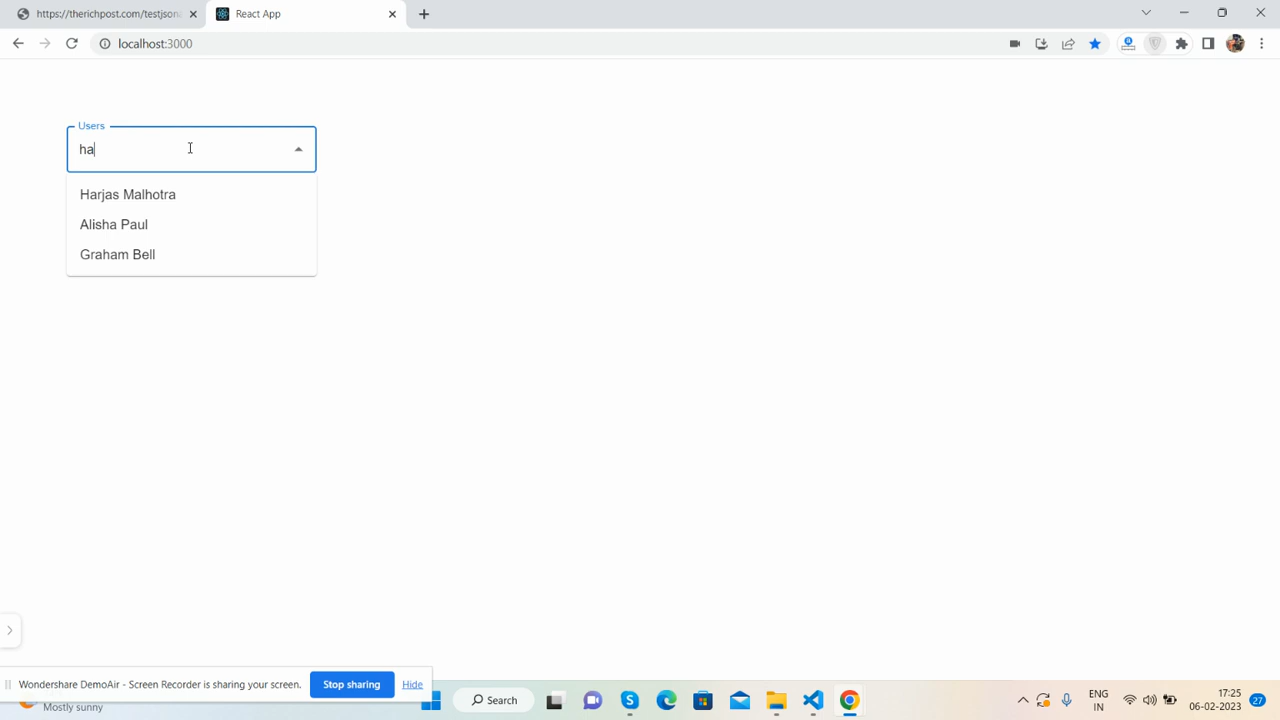 https://therichpost.com/testjson
React App
localhost:3000
Users
ha
Harjas Malhotra
Alisha Paul
Graham Bell
Wondershare DemoAir - Screen Recorder is sharing your screen.
Stop sharing
Hide
Mostly sunny
Search
ENG
IN
17:25
06-02-2023
27